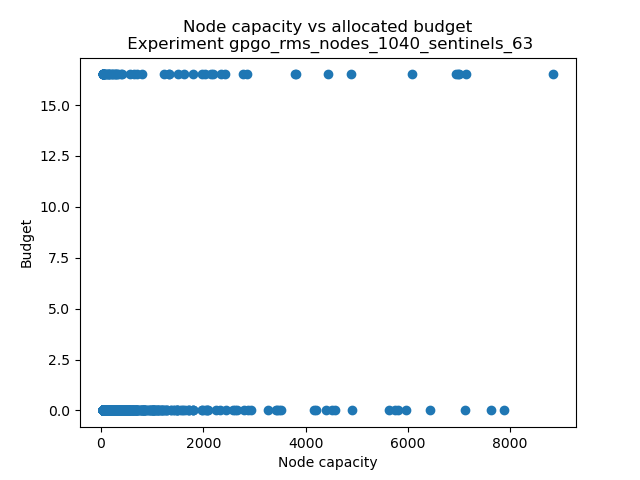 Node capacity vs allocated budget
Experiment gpgo_rms_nodes_1040_sentinels_63
15.0
12.5
10.0
7.5
5.0
2.5
0.0
Budget
0 2000 4000 6000 8000
Node capacity